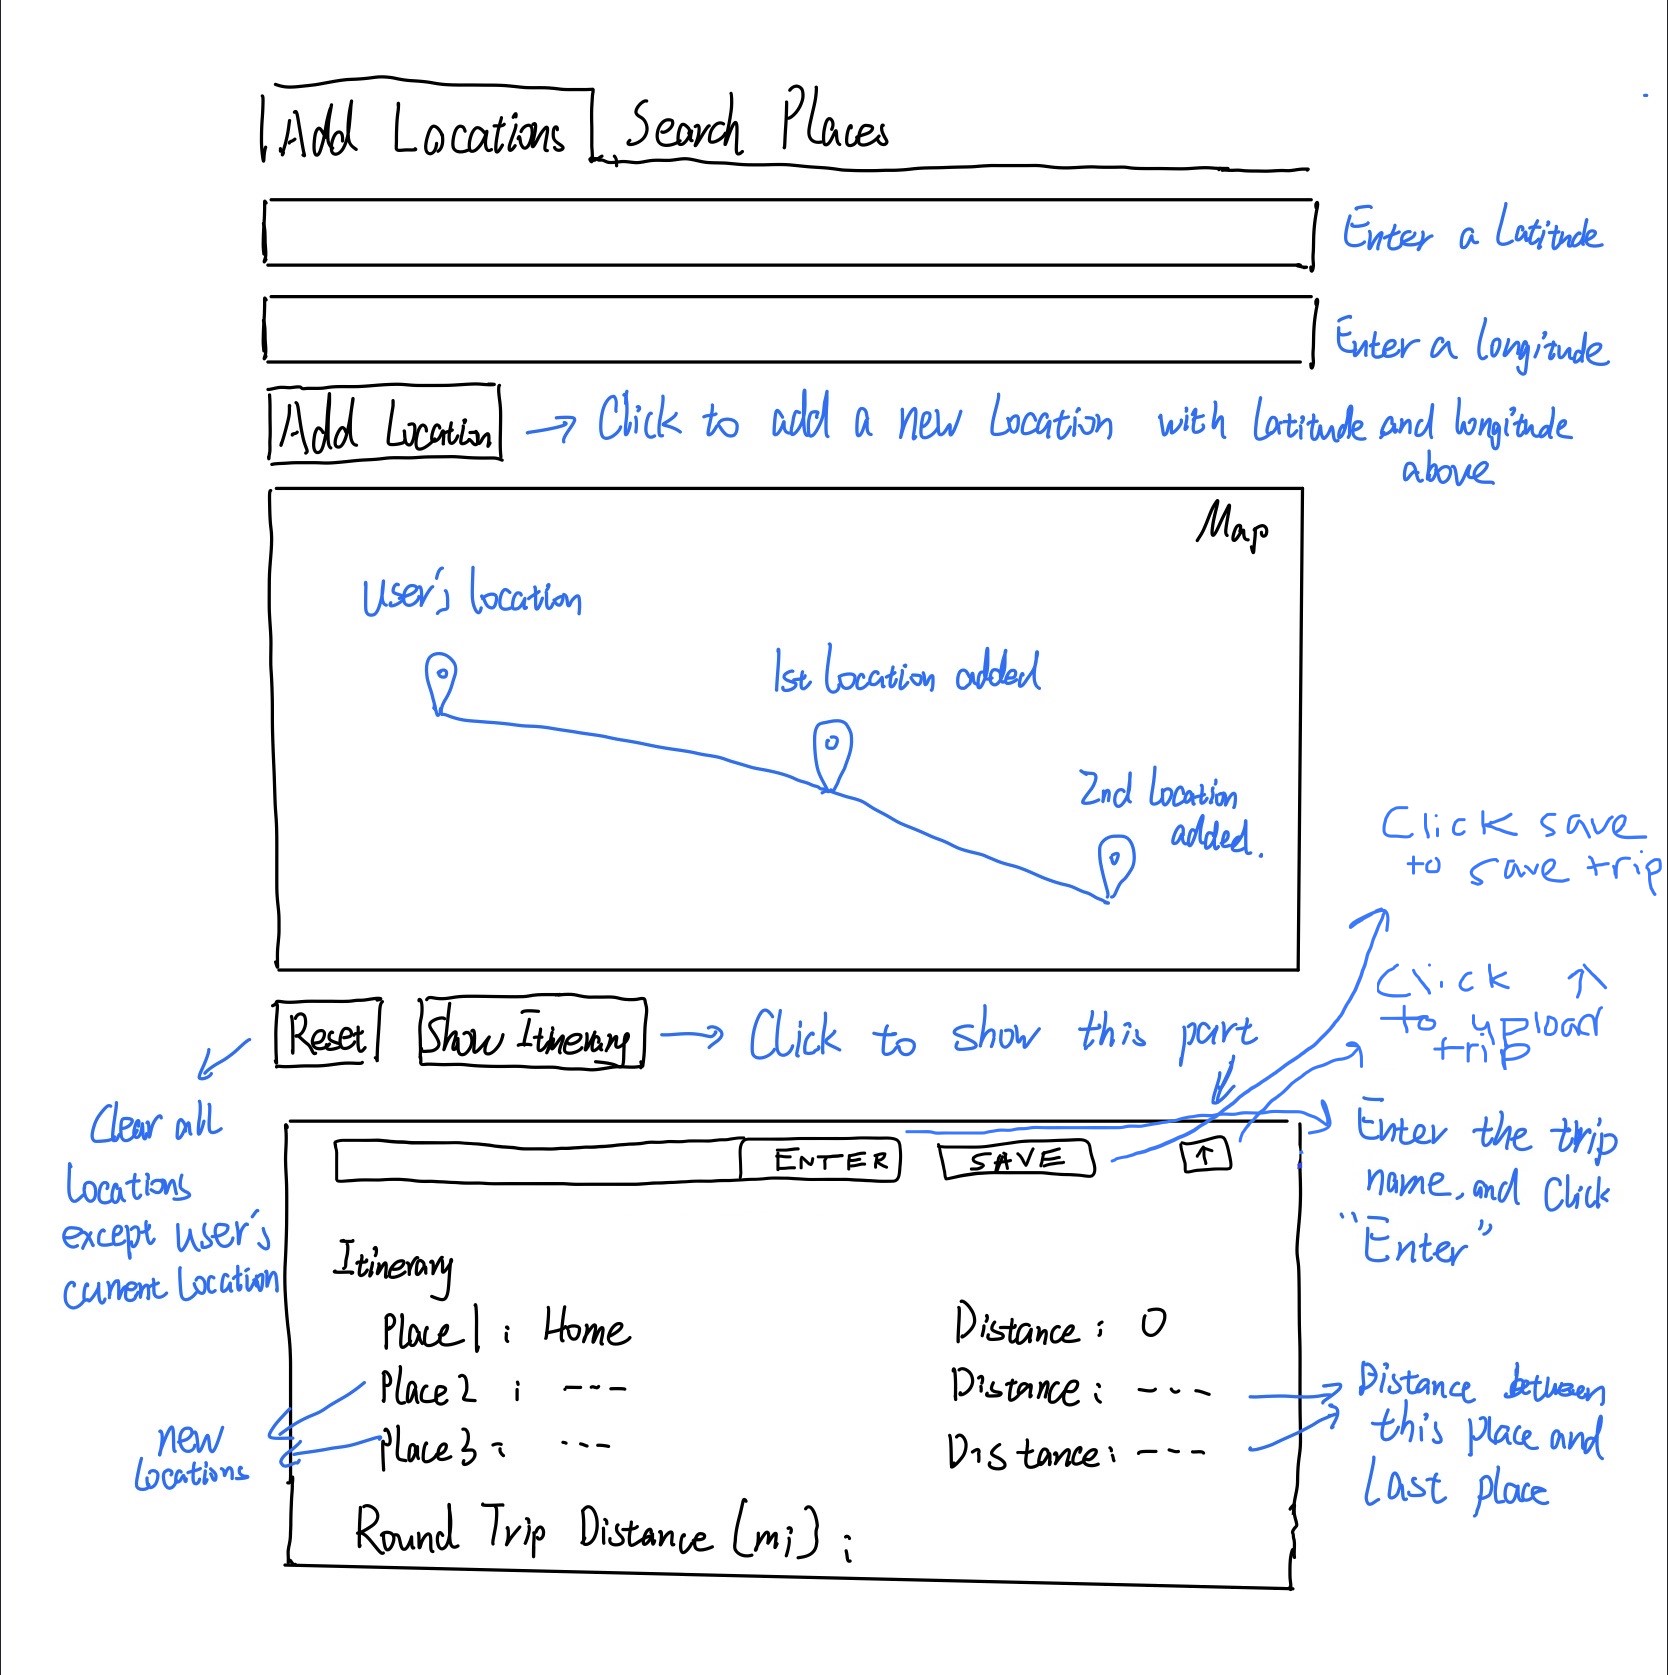 Add Locations Search Places
Enter a Latitude
Enter a longitude
Add Location → Click to add a new Location with latitude and longitude
above
Map
User's location
1st location added
2nd location
added.
Click save
to save trip
Click ↑
to upload
trip
Reset Show Itinerary → Click to show this part
Clear all
locations
except user's
current location
ENTER SAVE ↑
Enter the trip
name, and click
"Enter"
Itinerary
Place 1 : Home Distance : 0
Place 2 : --- Distance : ---
Place 3 : --- Distance : ---
new
locations
Distance between
this place and
last place
Round Trip Distance (mi) :